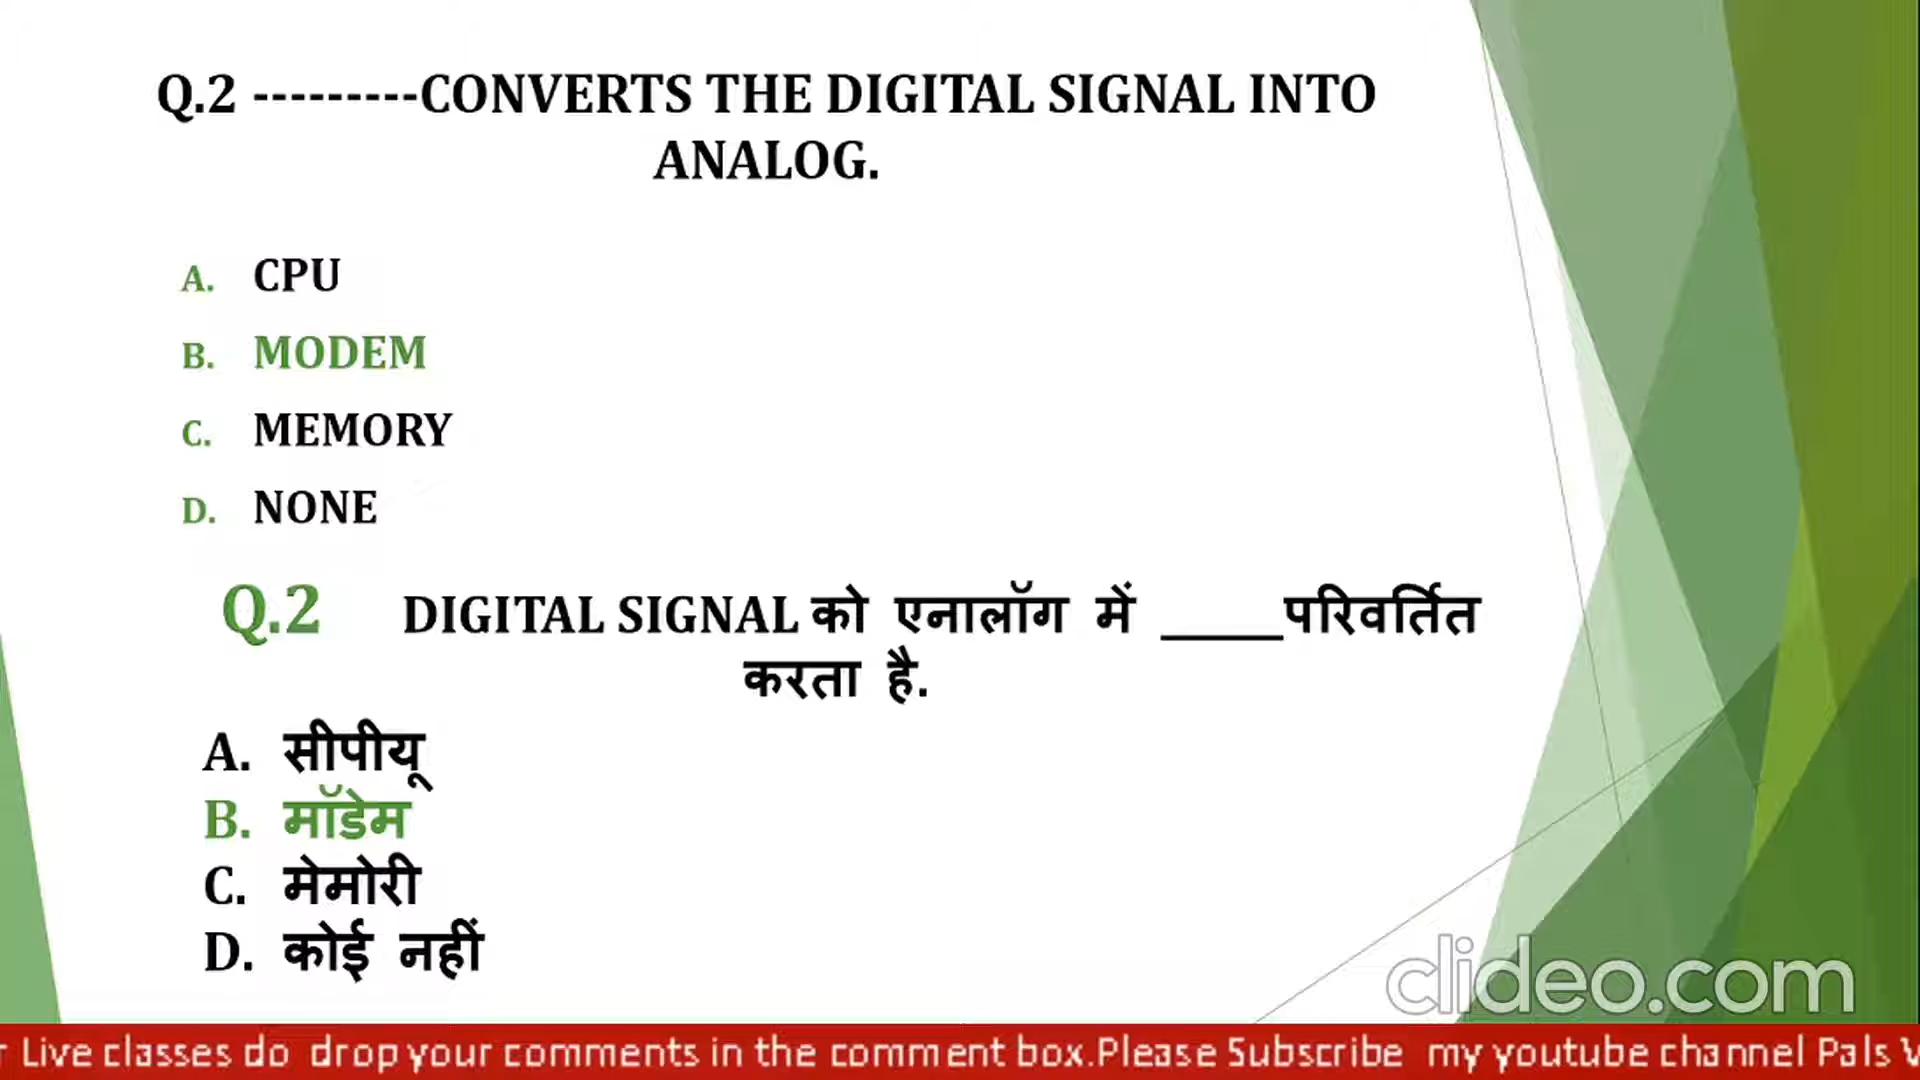 Q.2 ---------CONVERTS THE DIGITAL SIGNAL INTO
ANALOG.
A. CPU
B. MODEM
C. MEMORY
D. NONE
Q.2 DIGITAL SIGNAL को एनालॉग में ______परिवर्तित
करता है.
A. सीपीयू
B. मॉडेम
C. मेमोरी
D. कोई नहीं
clideo.com
Live classes do drop your comments in the comment box.Please Subscribe my youtube channel Pals